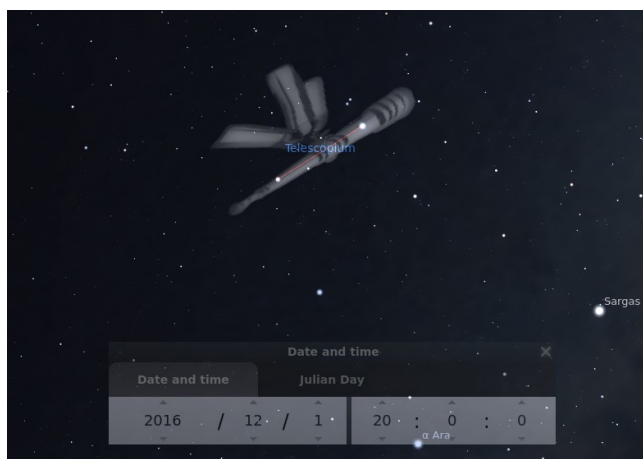 Telescopium
Sargas
Date and time
Date and time
Julian Day
2016 / 12 / 1 20 : 0 : 0
α Ara